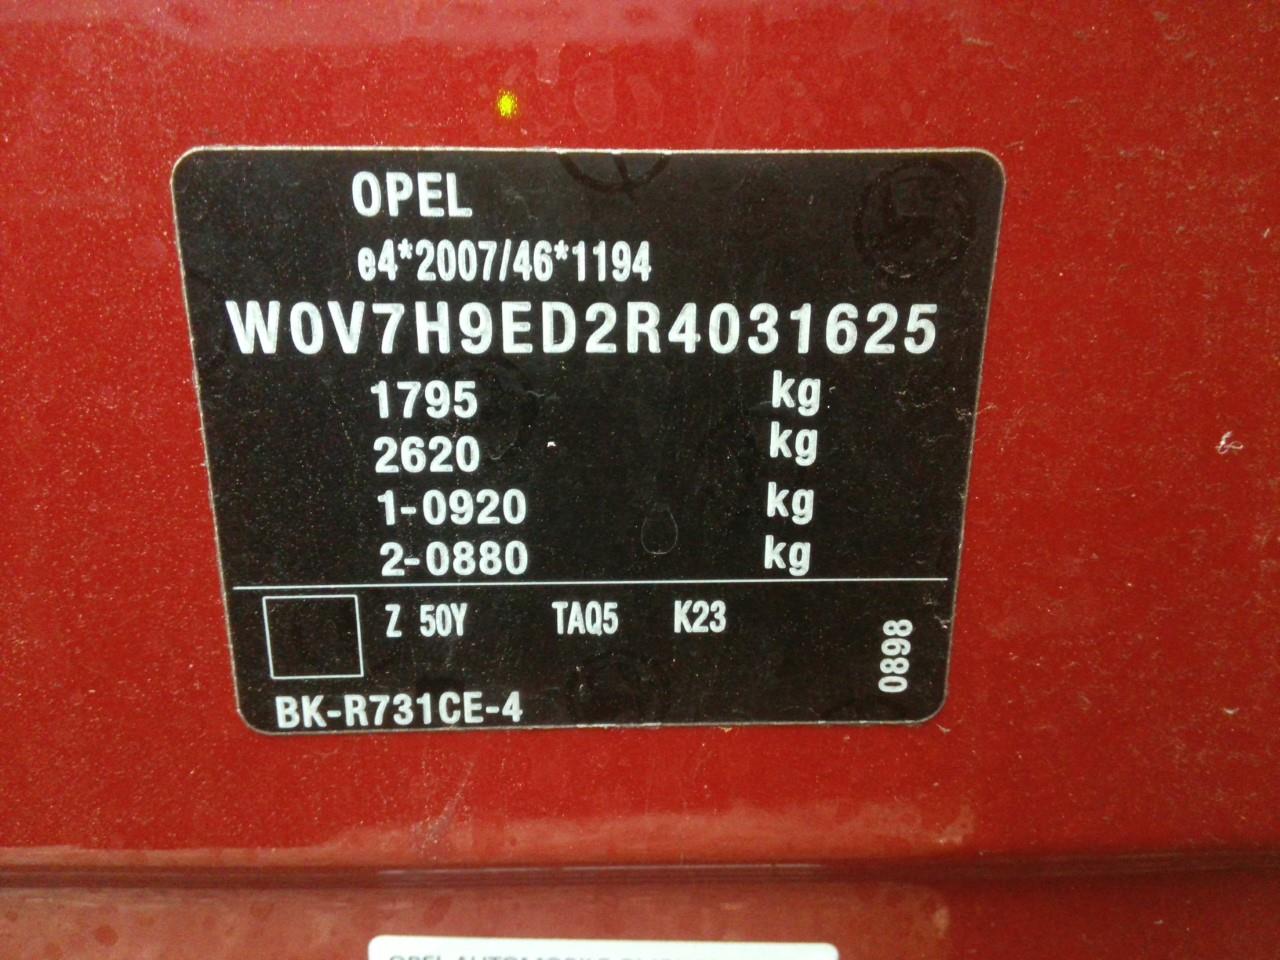 OPEL
e4*2007/46*1194
W0V7H9ED2R4031625
1795 kg
2620 kg
1-0920 kg
2-0880 kg
Z 50Y TAQ5 K23
0898
BK-R731CE-4